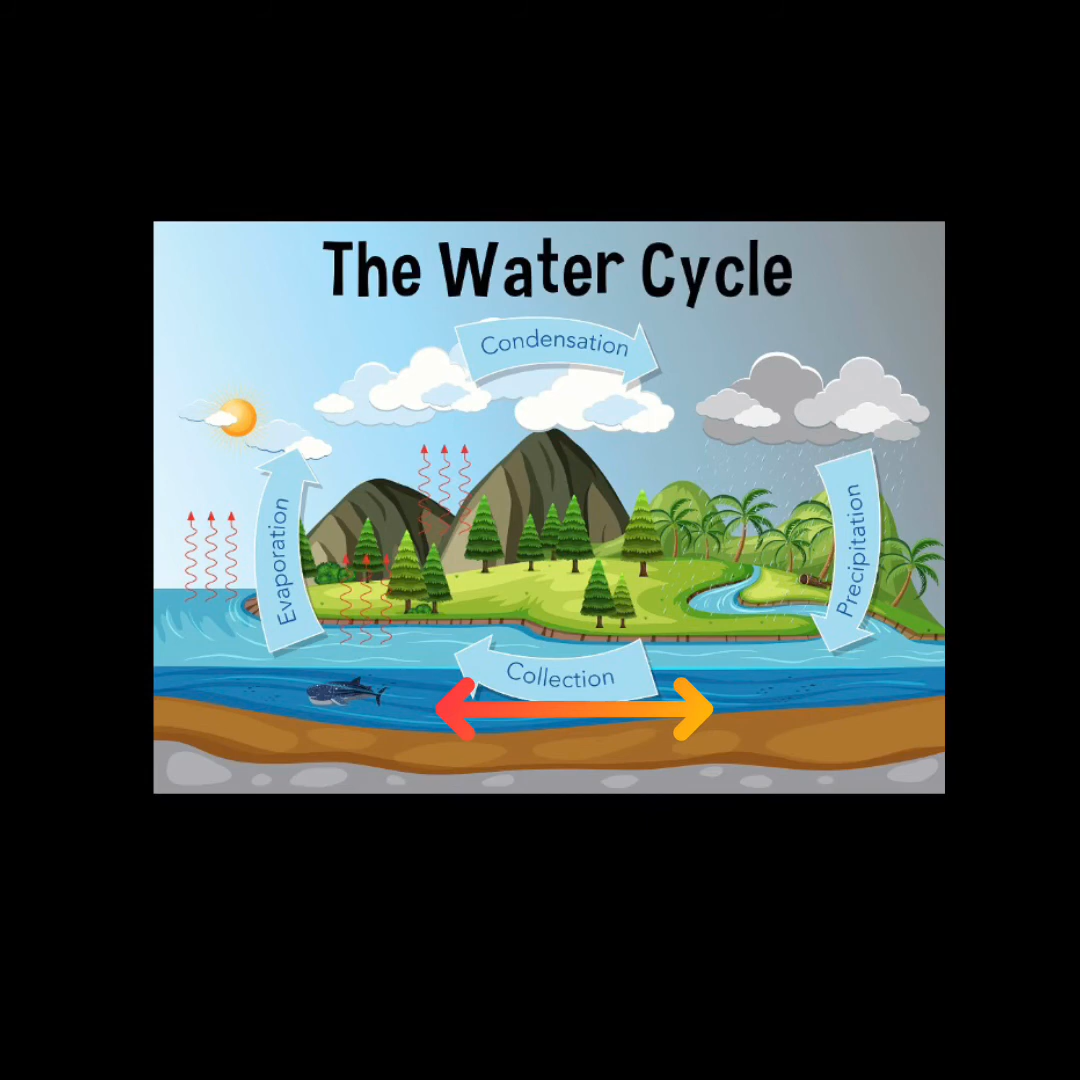 The Water Cycle
Condensation
Evaporation
Precipitation
Collection